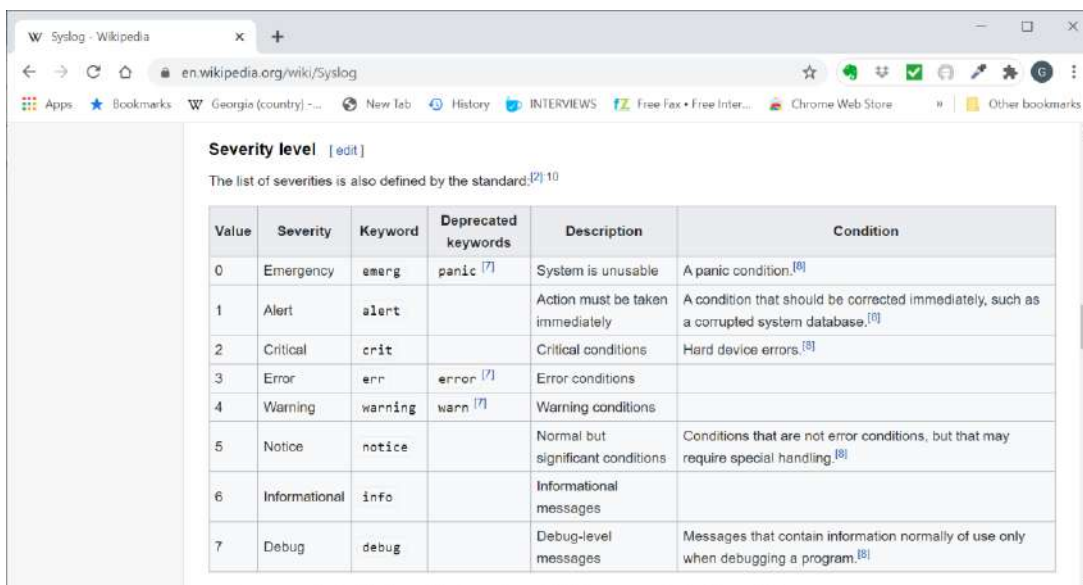 Syslog - Wikipedia
en.wikipedia.org/wiki/Syslog
G
Apps Bookmarks Georgia (country) -... New Tab History INTERVIEWS Free Fax • Free Inter... Chrome Web Store » Other bookmarks
Severity level [ edit ]
The list of severities is also defined by the standard:[2]:10
Value Severity Keyword Deprecated keywords Description Condition
0 Emergency emerg panic [7] System is unusable A panic condition.[8]
1 Alert alert Action must be taken immediately A condition that should be corrected immediately, such as a corrupted system database.[8]
2 Critical crit Critical conditions Hard device errors.[8]
3 Error err error [7] Error conditions
4 Warning warning warn [7] Warning conditions
5 Notice notice Normal but significant conditions Conditions that are not error conditions, but that may require special handling.[8]
6 Informational info Informational messages
7 Debug debug Debug-level messages Messages that contain information normally of use only when debugging a program.[8]